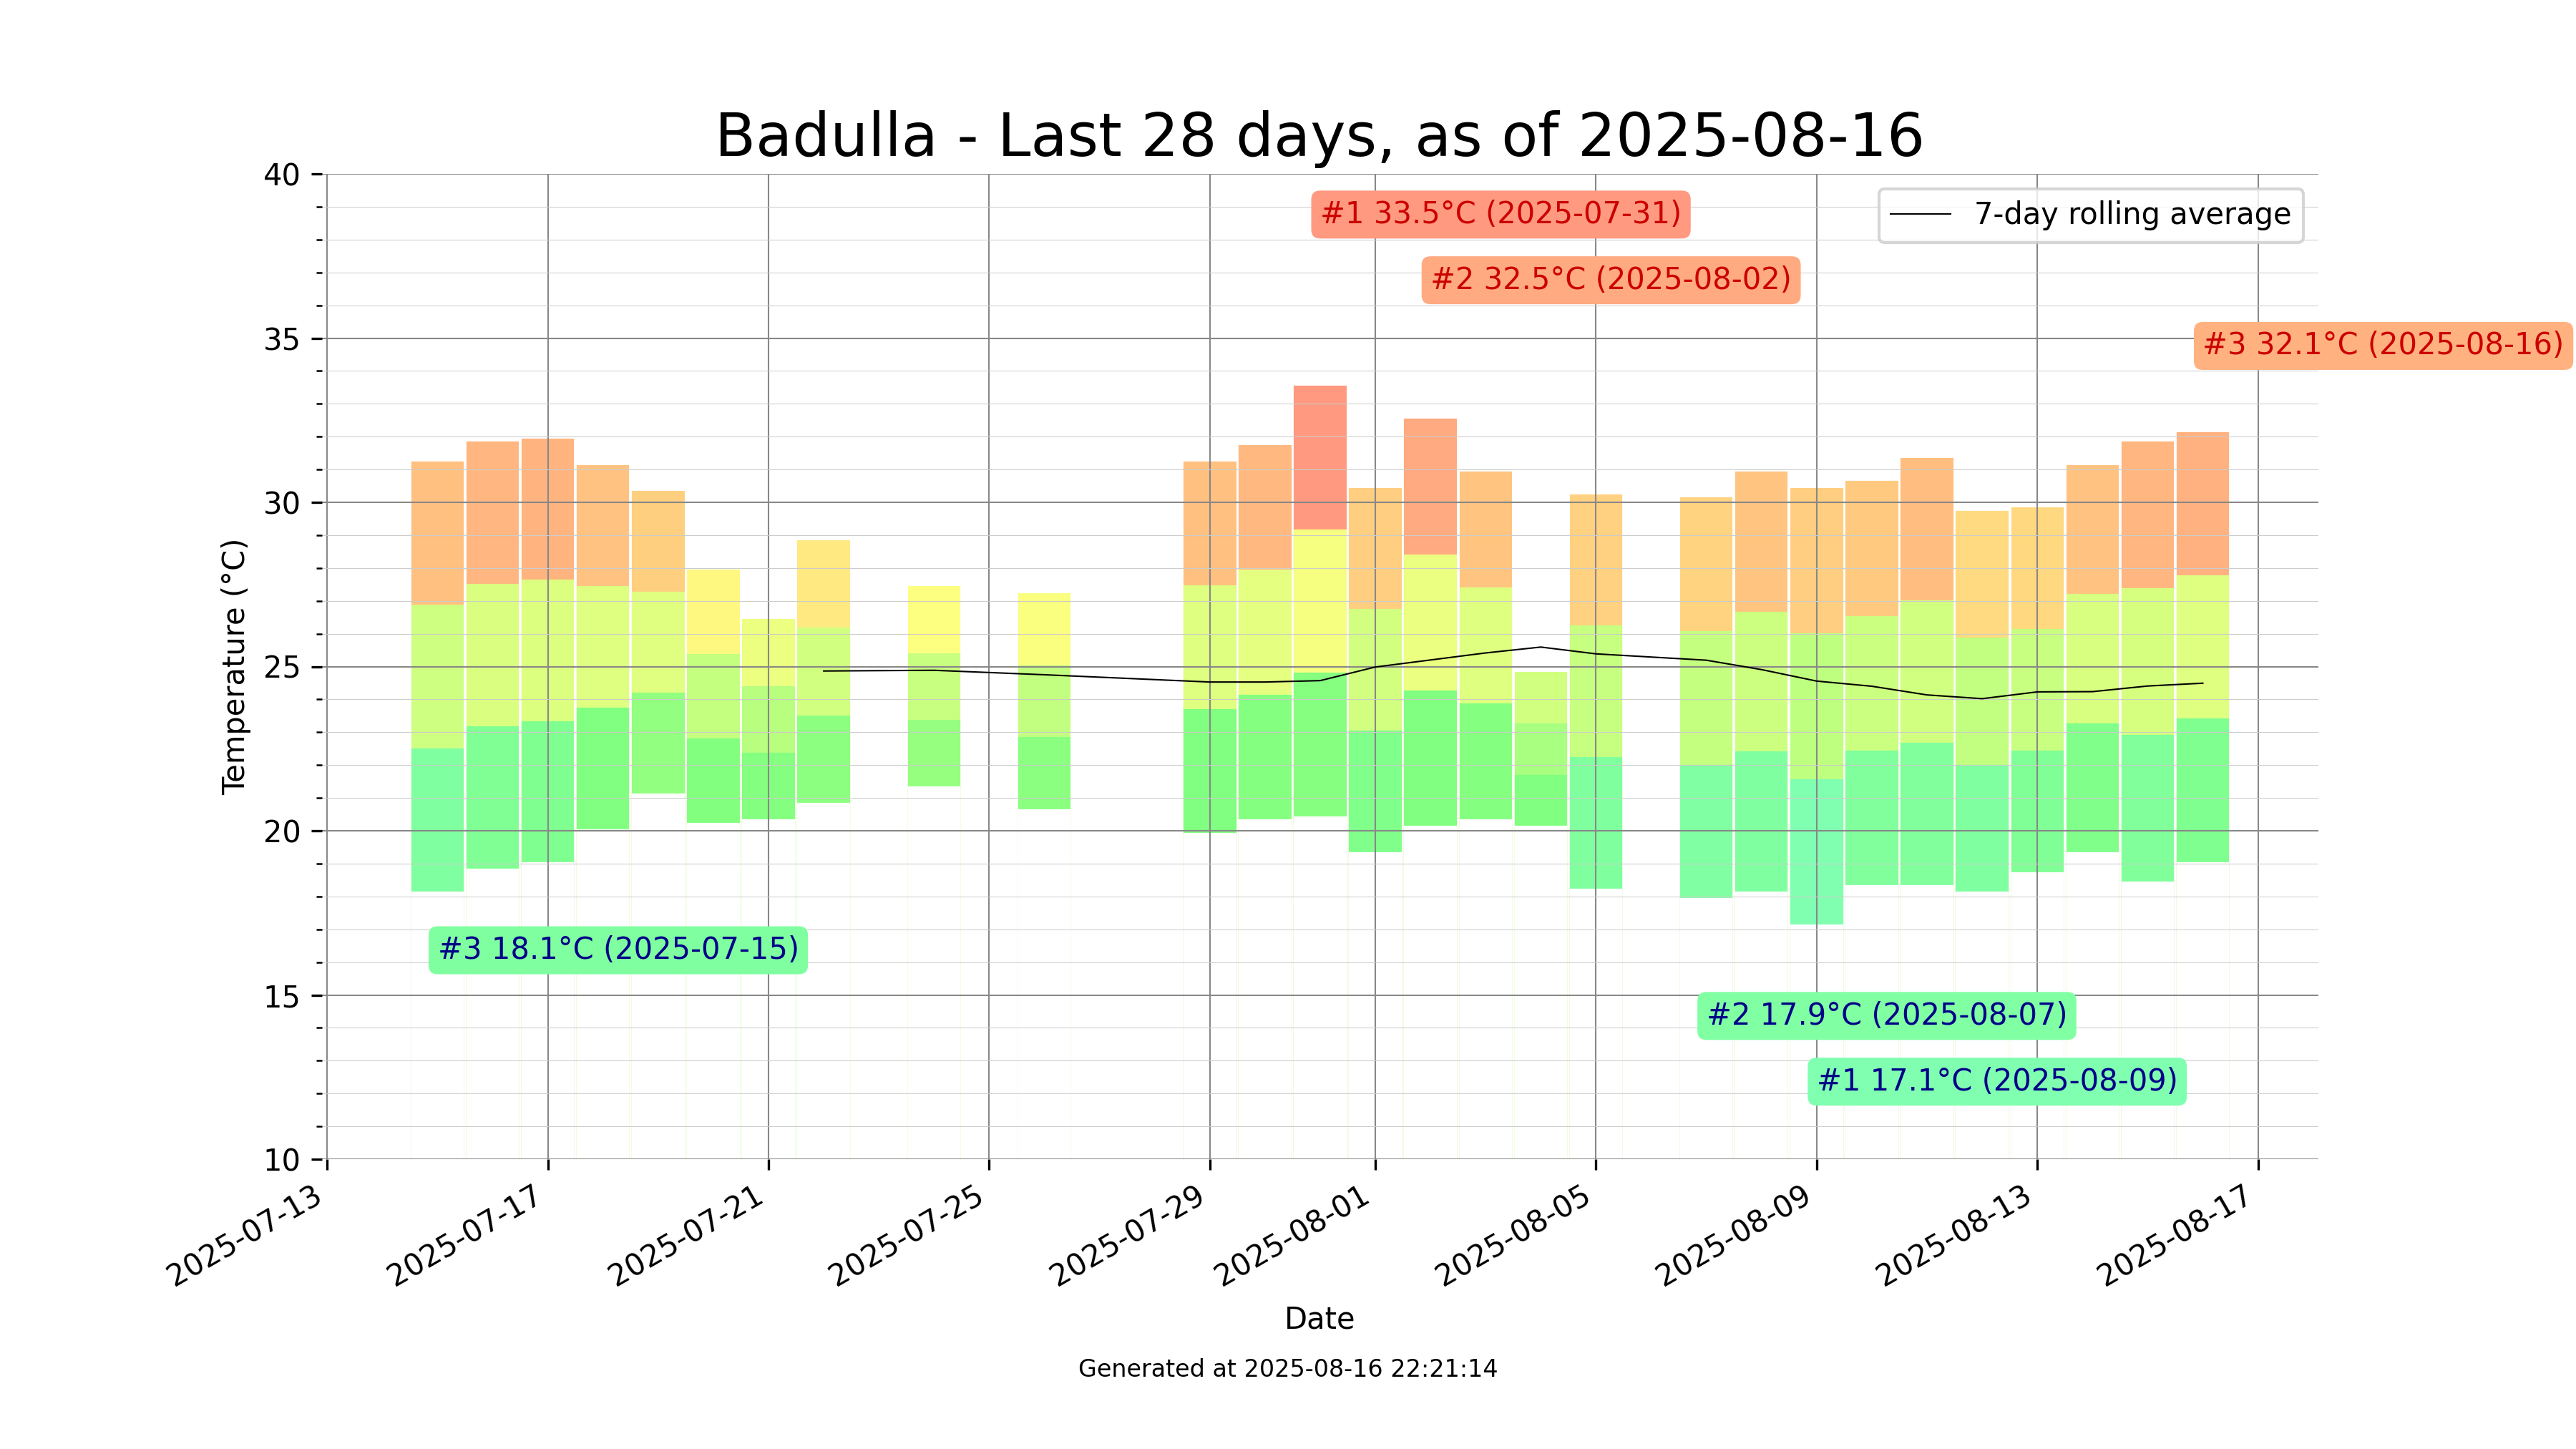 Badulla - Last 28 days, as of 2025-08-16
40
35
30
25
20
15
10
Temperature (°C)
#1 33.5°C (2025-07-31)
7-day rolling average
#2 32.5°C (2025-08-02)
#3 32.1°C (2025-08-16)
#3 18.1°C (2025-07-15)
#2 17.9°C (2025-08-07)
#1 17.1°C (2025-08-09)
2025-07-13
2025-07-17
2025-07-21
2025-07-25
2025-07-29
2025-08-01
2025-08-05
2025-08-09
2025-08-13
2025-08-17
Date
Generated at 2025-08-16 22:21:14